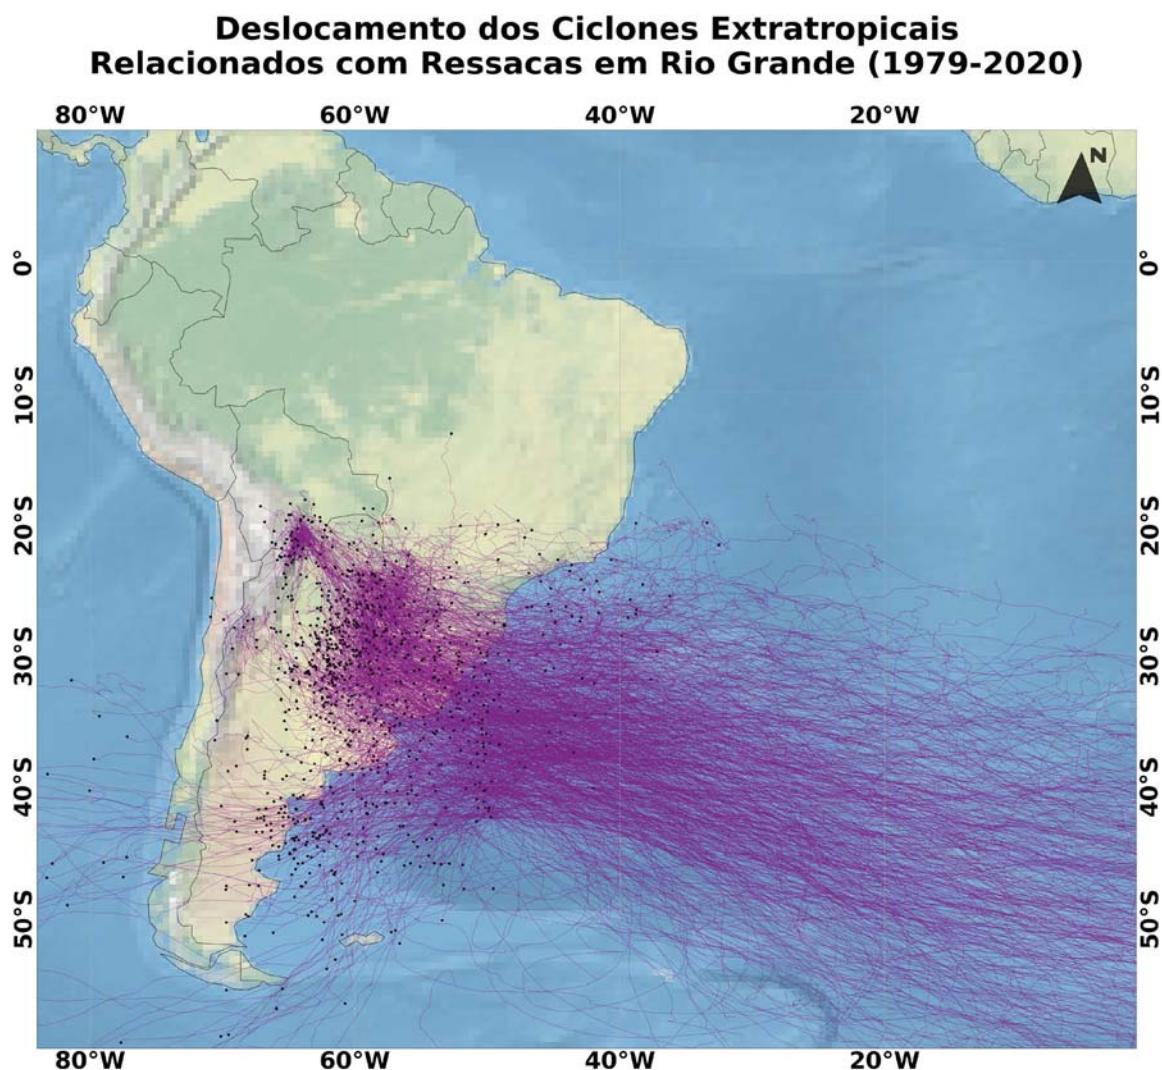 Deslocamento dos Ciclones Extratropicais
Relacionados com Ressacas em Rio Grande (1979-2020)
80°W 60°W 40°W 20°W
N
0° 0°
10°S 10°S
20°S 20°S
30°S 30°S
40°S 40°S
50°S 50°S
80°W 60°W 40°W 20°W